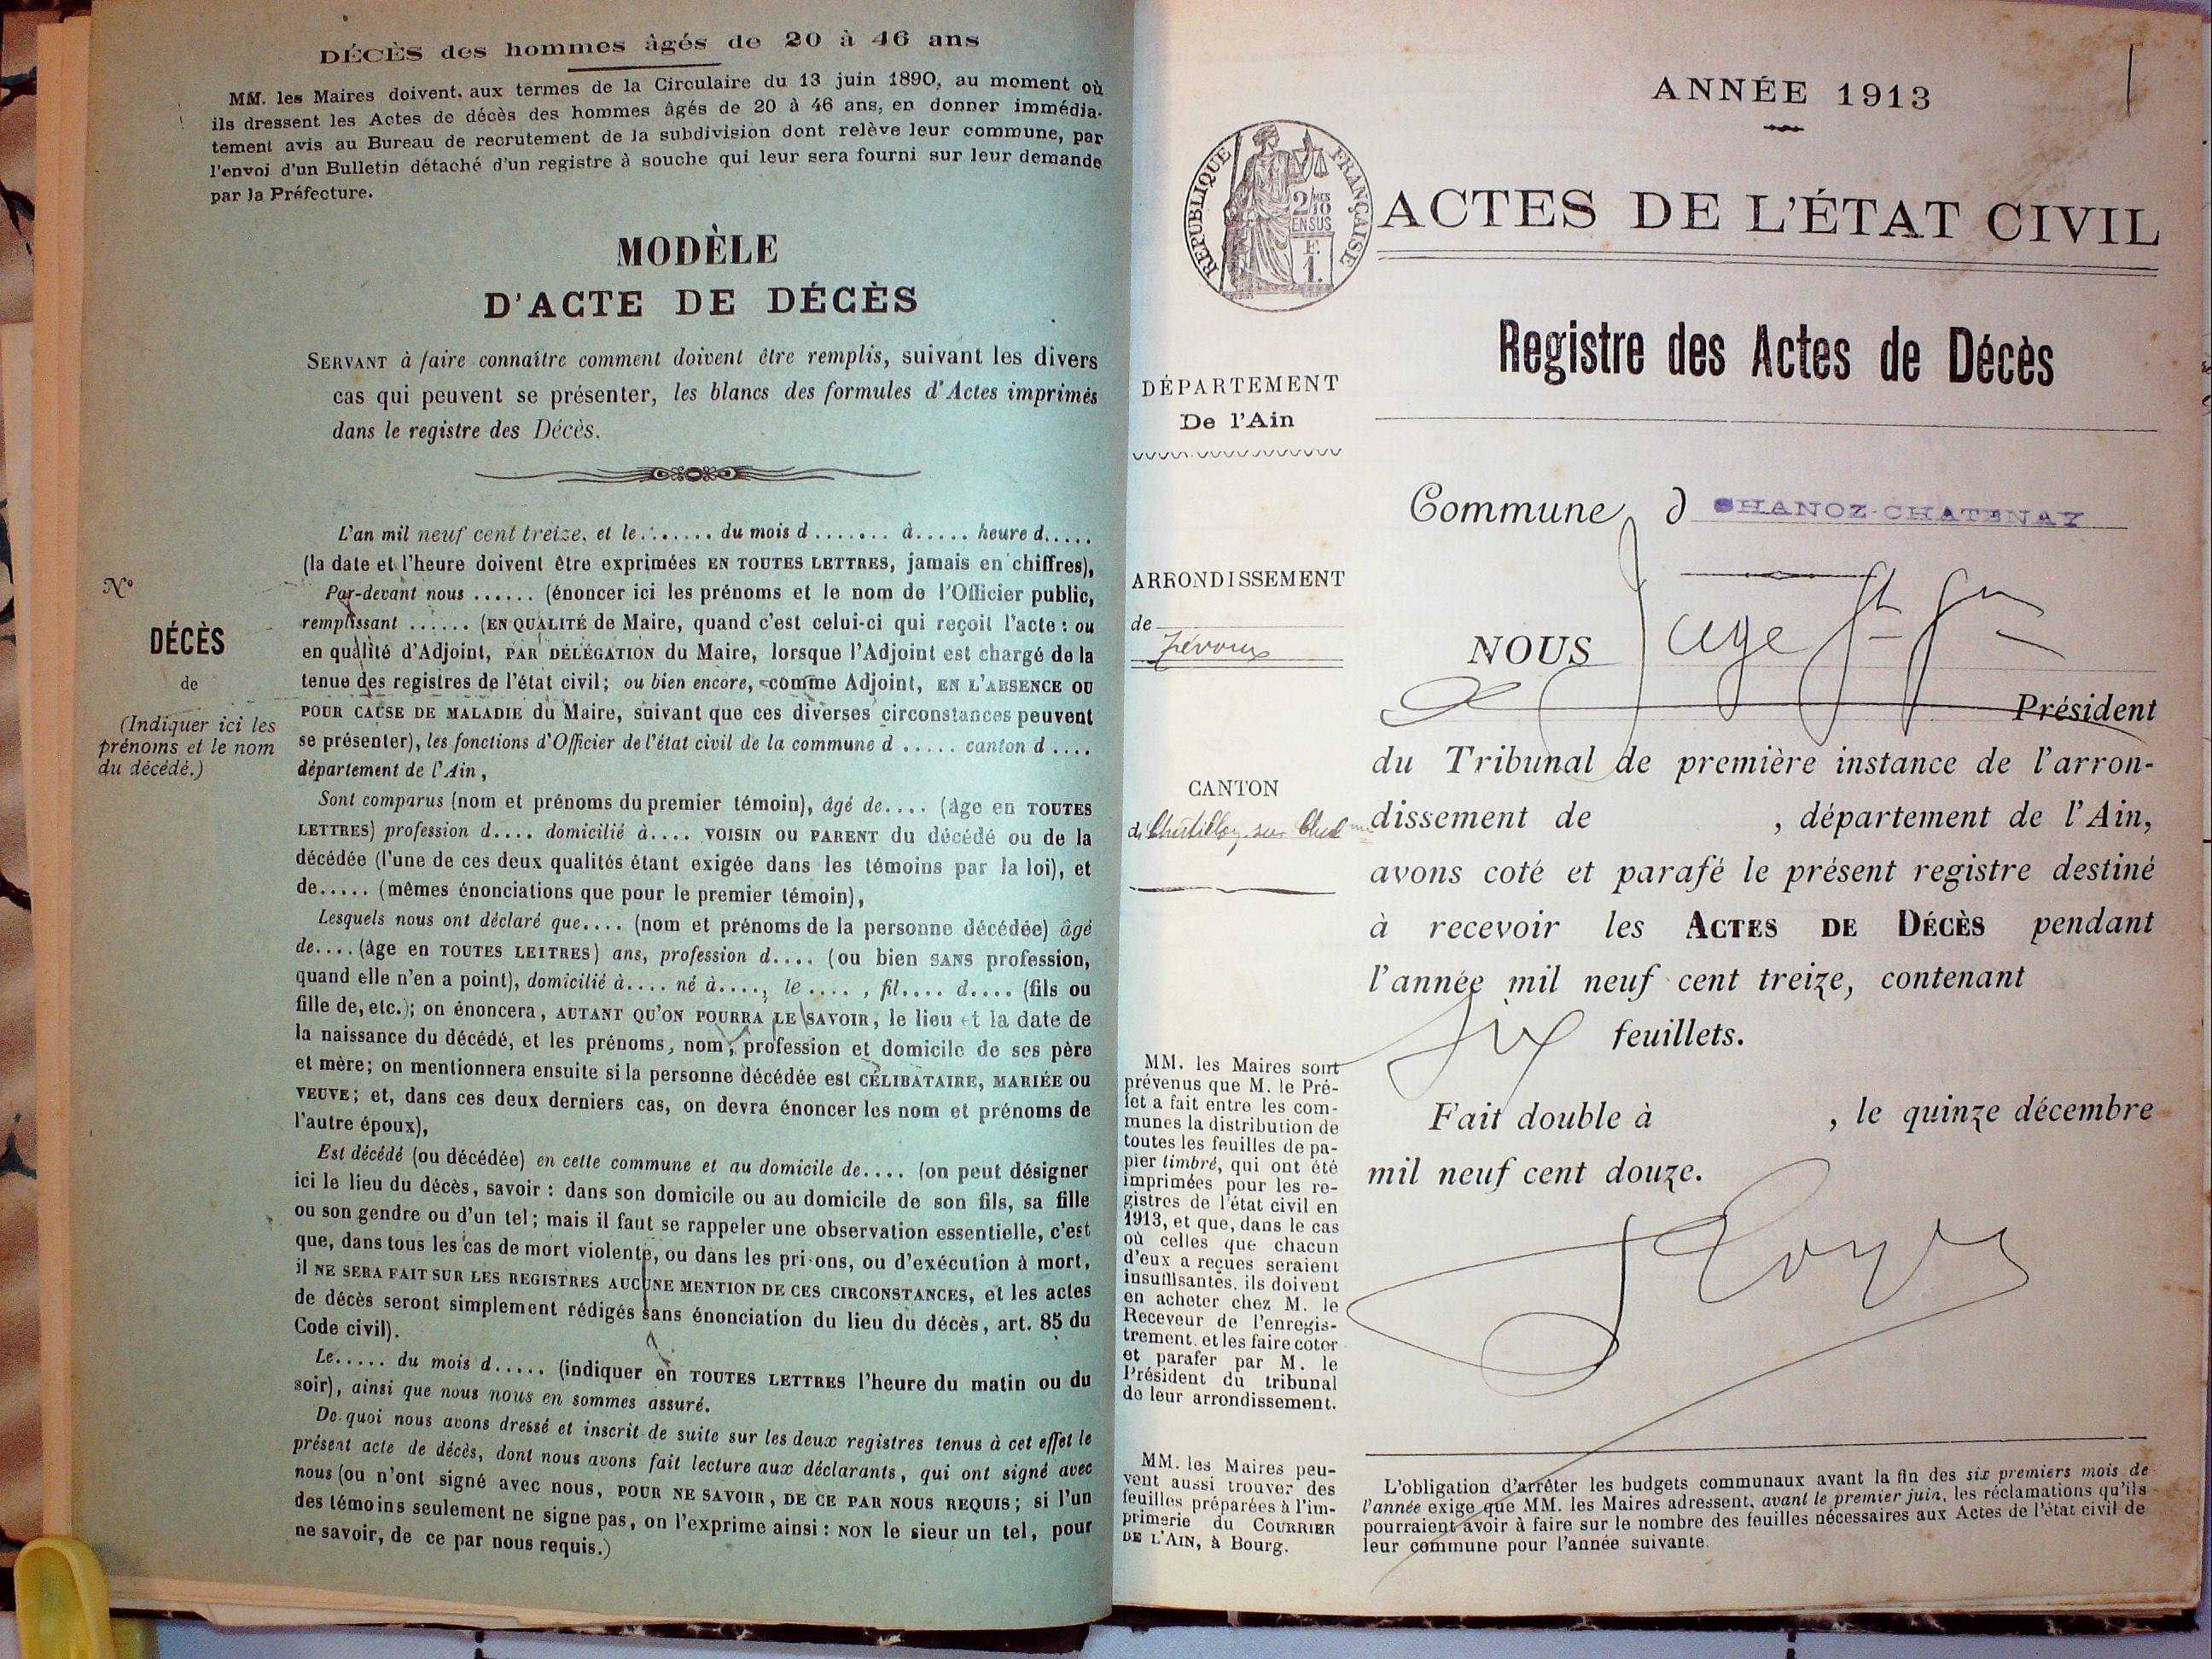 DÉCÈS des hommes âgés de 20 à 46 ans
MM. les Maires doivent, aux termes de la Circulaire du 13 juin 1890, au moment où
ils dressent les Actes de décès des hommes âgés de 20 à 46 ans, en donner immédia-
tement avis au Bureau de recrutement de la subdivision dont relève leur commune, par
l'envoi d'un Bulletin détaché d'un registre à souche qui leur sera fourni sur leur demande
par la Préfecture.
MODÈLE
D'ACTE DE DÉCÈS
SERVANT à faire connaître comment doivent être remplis, suivant les divers
cas qui peuvent se présenter, les blancs des formules d'Actes imprimés
dans le registre des Décès.
N°
DÉCÈS
de
(Indiquer ici les
prénoms et le nom
du décédé.)
L'an mil neuf cent treize, et le ....... du mois d ....... à..... heure d.....
(la date et l'heure doivent être exprimées EN TOUTES LETTRES, jamais en chiffres),
Par-devant nous ...... (énoncer ici les prénoms et le nom de l'Officier public,
remplissant ...... (EN QUALITÉ de Maire, quand c'est celui-ci qui reçoit l'acte : ou
en qualité d'Adjoint, PAR DÉLÉGATION du Maire, lorsque l'Adjoint est chargé de la
tenue des registres de l'état civil; ou bien encore, comme Adjoint, EN L'ABSENCE OU
POUR CAUSE DE MALADIE du Maire, suivant que ces diverses circonstances peuvent
se présenter), les fonctions d'Officier de l'état civil de la commune d ..... canton d ....
département de l'Ain,
Sont comparus (nom et prénoms du premier témoin), âgé de.... (âge en TOUTES
LETTRES) profession d.... domicilié à.... VOISIN OU PARENT du décédé ou de la
décédée (l'une de ces deux qualités étant exigée dans les témoins par la loi), et
de..... (mêmes énonciations que pour le premier témoin),
Lesquels nous ont déclaré que.... (nom et prénoms de la personne décédée) âgé
de.... (âge en TOUTES LETTRES) ans, profession d.... (ou bien SANS profession,
quand elle n'en a point), domicilié à.... né à...., le .... , fil.... d.... (fils ou
fille de, etc.); on énoncera, AUTANT QU'ON POURRA LE SAVOIR, le lieu et la date de
la naissance du décédé, et les prénoms, nom, profession et domicile de ses père
et mère; on mentionnera ensuite si la personne décédée est CÉLIBATAIRE, MARIÉE OU
VEUVE; et, dans ces deux derniers cas, on devra énoncer les nom et prénoms de
l'autre époux),
Est décédé (ou décédée) en cette commune et au domicile de.... (on peut désigner
ici le lieu du décès, savoir : dans son domicile ou au domicile de son fils, sa fille
ou son gendre ou d'un tel; mais il faut se rappeler une observation essentielle, c'est
que, dans tous les cas de mort violente, ou dans les prisons, ou d'exécution à mort,
il NE SERA FAIT SUR LES REGISTRES AUCUNE MENTION DE CES CIRCONSTANCES, et les actes
de décès seront simplement rédigés sans énonciation du lieu du décès, art. 85 du
Code civil).
Le..... du mois d..... (indiquer en TOUTES LETTRES l'heure du matin ou du
soir), ainsi que nous nous en sommes assuré.
De quoi nous avons dressé et inscrit de suite sur les deux registres tenus à cet effet le
présent acte de décès, dont nous avons fait lecture aux déclarants, qui ont signé avec
nous (ou n'ont signé avec nous, POUR NE SAVOIR, DE CE PAR NOUS REQUIS; si l'un
des témoins seulement ne signe pas, on l'exprime ainsi : NON le sieur un tel, pour
ne savoir, de ce par nous requis.)
ANNÉE 1913
RÉPUBLIQUE FRANÇAISE
2/10MES
EN SUS
F.
1.
ACTES DE L'ÉTAT CIVIL
Registre des Actes de Décès
DÉPARTEMENT
De l'Ain
ARRONDISSEMENT
de
Trévoux
CANTON
de Chatillon sur Chal
MM. les Maires sont
prévenus que M. le Pré-
fet a fait entre les com-
munes la distribution de
toutes les feuilles de pa-
pier timbré, qui ont été
imprimées pour les re-
gistres de l'état civil en
1913, et que, dans le cas
où celles que chacun
d'eux a reçues seraient
insuffisantes, ils doivent
en acheter chez M. le
Receveur de l'enregis-
trement, et les faire coter
et parafer par M. le
Président du tribunal
de leur arrondissement.
MM. les Maires peu-
vent aussi trouver des
feuilles préparées à l'im-
primerie du COURRIER
DE L'AIN, à Bourg.
Commune d CHANOZ-CHATENAY
NOUS Juge
Président
du Tribunal de première instance de l'arron-
dissement de , département de l'Ain,
avons coté et parafé le présent registre destiné
à recevoir les ACTES DE DÉCÈS pendant
l'année mil neuf cent treize, contenant
six feuillets.
Fait double à , le quinze décembre
mil neuf cent douze.
L'obligation d'arrêter les budgets communaux avant la fin des six premiers mois de
l'année exige que MM. les Maires adressent, avant le premier juin, les réclamations qu'ils
pourraient avoir à faire sur le nombre des feuilles nécessaires aux Actes de l'état civil de
leur commune pour l'année suivante.